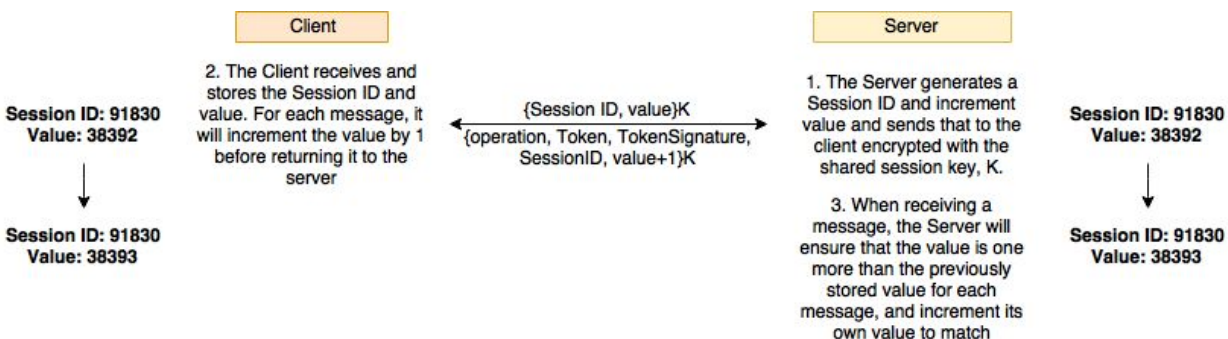 Client
Server
2. The Client receives and
stores the Session ID and
value. For each message, it
will increment the value by 1
before returning it to the
server
Session ID: 91830
Value: 38392
Session ID: 91830
Value: 38393
{Session ID, value}K
{operation, Token, TokenSignature,
SessionID, value+1}K
1. The Server generates a
Session ID and increment
value and sends that to the
client encrypted with the
shared session key, K.
3. When receiving a
message, the Server will
ensure that the value is one
more than the previously
stored value for each
message, and increment its
own value to match
Session ID: 91830
Value: 38392
Session ID: 91830
Value: 38393